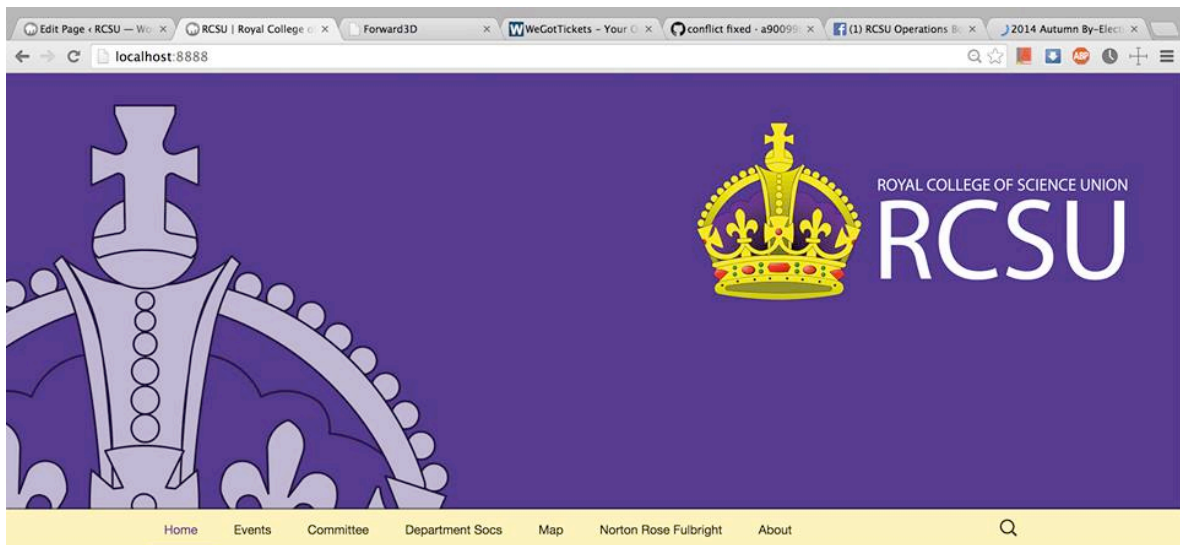 Edit Page ‹ RCSU — Wo
RCSU | Royal College o
Forward3D
WeGotTickets - Your O
conflict fixed · a90099
(1) RCSU Operations Bo
2014 Autumn By-Elect
localhost:8888
ABP
ROYAL COLLEGE OF SCIENCE UNION
RCSU
Home Events Committee Department Socs Map Norton Rose Fulbright About